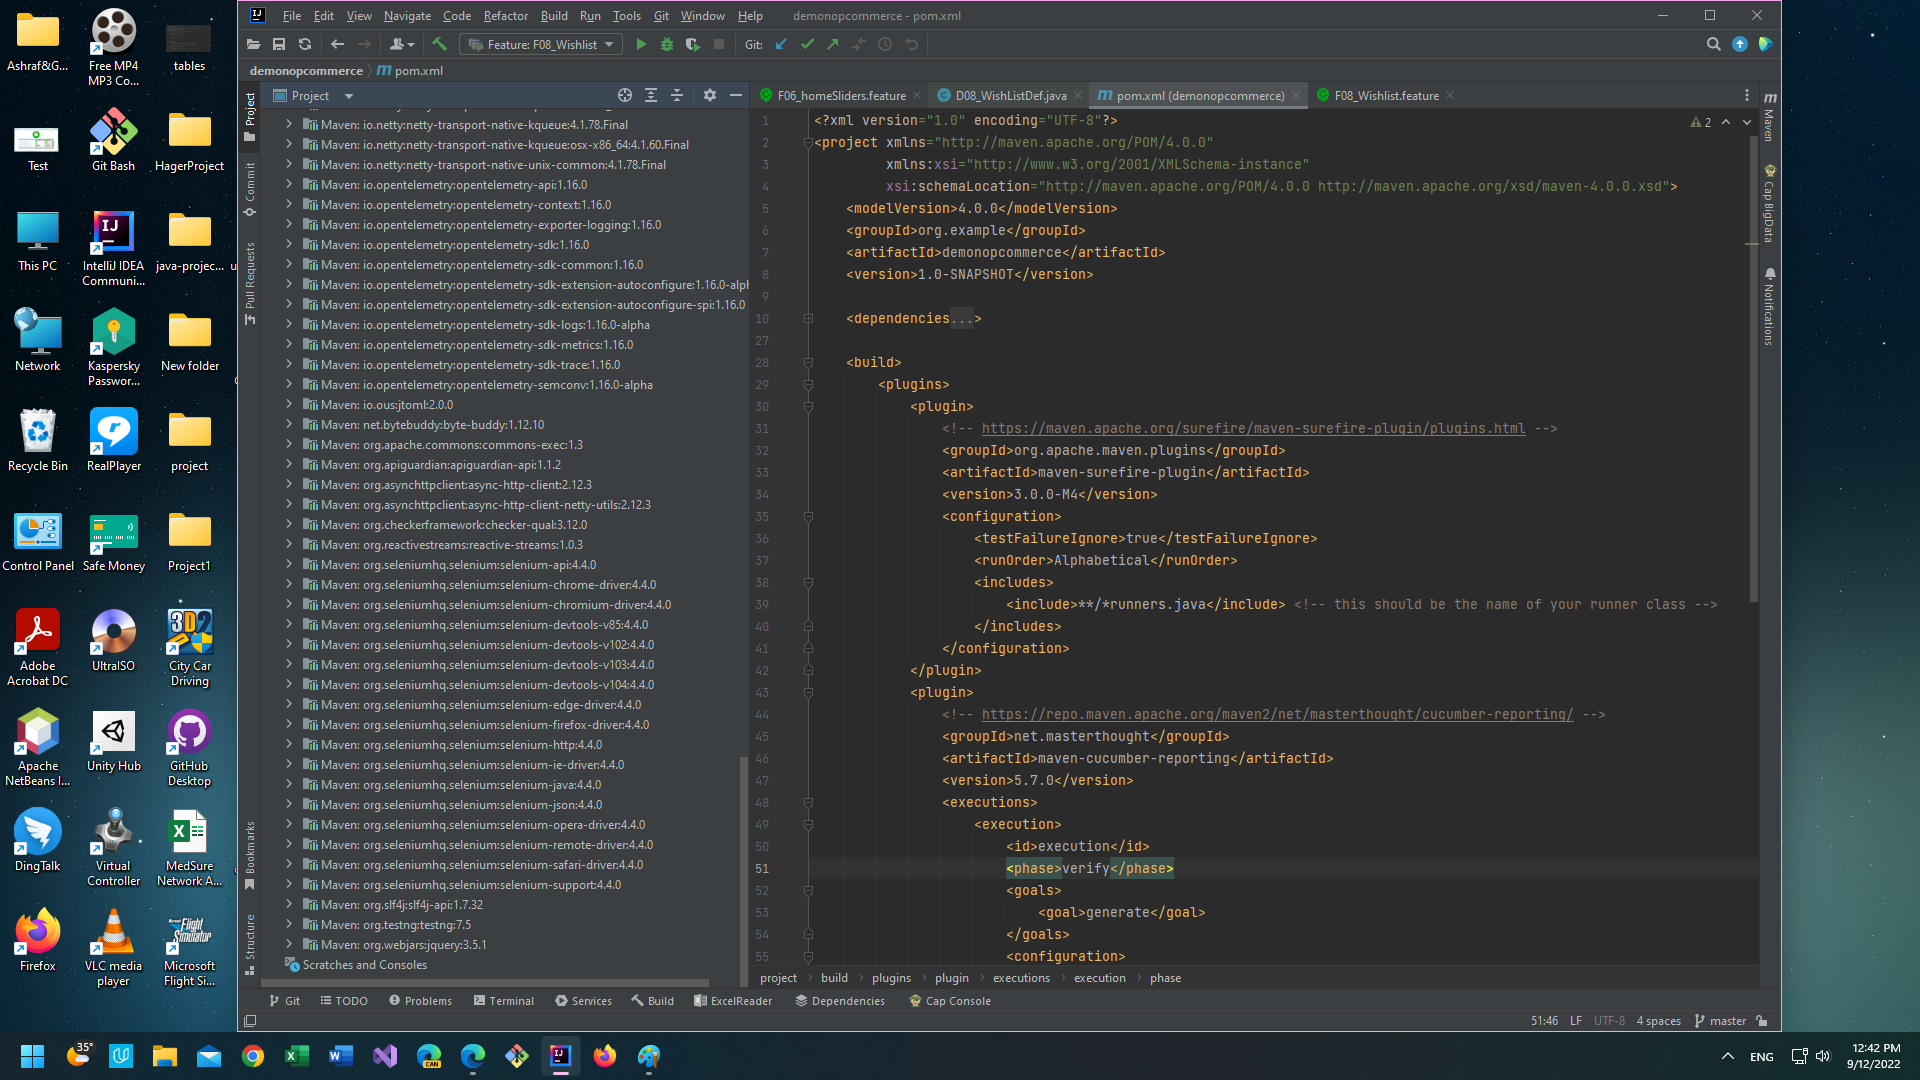 Ashraf&G...
Free MP4
MP3 Co...
tables
Test
Git Bash
HagerProject
This PC
IntelliJ IDEA
Communi...
java-projec...
Network
Kaspersky
Passwor...
New folder
Recycle Bin
RealPlayer
project
Control Panel
Safe Money
Project1
Adobe
Acrobat DC
UltraISO
City Car
Driving
Apache
NetBeans I...
Unity Hub
GitHub
Desktop
DingTalk
Virtual
Controller
MedSure
Network A...
Firefox
VLC media
player
Microsoft
Flight Si...
File Edit View Navigate Code Refactor Build Run Tools Git Window Help demonopcommerce - pom.xml
Feature: F08_Wishlist
Git:
demonopcommerce pom.xml
Project
F06_homeSliders.feature
D08_WishListDef.java
pom.xml (demonopcommerce)
F08_Wishlist.feature
Project
Commit
Pull Requests
Bookmarks
Structure
Maven: io.netty:netty-transport-native-kqueue:4.1.78.Final
Maven: io.netty:netty-transport-native-kqueue:osx-x86_64:4.1.60.Final
Maven: io.netty:netty-transport-native-unix-common:4.1.78.Final
Maven: io.opentelemetry:opentelemetry-api:1.16.0
Maven: io.opentelemetry:opentelemetry-context:1.16.0
Maven: io.opentelemetry:opentelemetry-exporter-logging:1.16.0
Maven: io.opentelemetry:opentelemetry-sdk:1.16.0
Maven: io.opentelemetry:opentelemetry-sdk-common:1.16.0
Maven: io.opentelemetry:opentelemetry-sdk-extension-autoconfigure:1.16.0-alph
Maven: io.opentelemetry:opentelemetry-sdk-extension-autoconfigure-spi:1.16.0
Maven: io.opentelemetry:opentelemetry-sdk-logs:1.16.0-alpha
Maven: io.opentelemetry:opentelemetry-sdk-metrics:1.16.0
Maven: io.opentelemetry:opentelemetry-sdk-trace:1.16.0
Maven: io.opentelemetry:opentelemetry-semconv:1.16.0-alpha
Maven: io.ous:jtoml:2.0.0
Maven: net.bytebuddy:byte-buddy:1.12.10
Maven: org.apache.commons:commons-exec:1.3
Maven: org.apiguardian:apiguardian-api:1.1.2
Maven: org.asynchttpclient:async-http-client:2.12.3
Maven: org.asynchttpclient:async-http-client-netty-utils:2.12.3
Maven: org.checkerframework:checker-qual:3.12.0
Maven: org.reactivestreams:reactive-streams:1.0.3
Maven: org.seleniumhq.selenium:selenium-api:4.4.0
Maven: org.seleniumhq.selenium:selenium-chrome-driver:4.4.0
Maven: org.seleniumhq.selenium:selenium-chromium-driver:4.4.0
Maven: org.seleniumhq.selenium:selenium-devtools-v85:4.4.0
Maven: org.seleniumhq.selenium:selenium-devtools-v102:4.4.0
Maven: org.seleniumhq.selenium:selenium-devtools-v103:4.4.0
Maven: org.seleniumhq.selenium:selenium-devtools-v104:4.4.0
Maven: org.seleniumhq.selenium:selenium-edge-driver:4.4.0
Maven: org.seleniumhq.selenium:selenium-firefox-driver:4.4.0
Maven: org.seleniumhq.selenium:selenium-http:4.4.0
Maven: org.seleniumhq.selenium:selenium-ie-driver:4.4.0
Maven: org.seleniumhq.selenium:selenium-java:4.4.0
Maven: org.seleniumhq.selenium:selenium-json:4.4.0
Maven: org.seleniumhq.selenium:selenium-opera-driver:4.4.0
Maven: org.seleniumhq.selenium:selenium-remote-driver:4.4.0
Maven: org.seleniumhq.selenium:selenium-safari-driver:4.4.0
Maven: org.seleniumhq.selenium:selenium-support:4.4.0
Maven: org.slf4j:slf4j-api:1.7.32
Maven: org.testng:testng:7.5
Maven: org.webjars:jquery:3.5.1
Scratches and Consoles
1 <?xml version="1.0" encoding="UTF-8"?>
2 <project xmlns="http://maven.apache.org/POM/4.0.0"
3 xmlns:xsi="http://www.w3.org/2001/XMLSchema-instance"
4 xsi:schemaLocation="http://maven.apache.org/POM/4.0.0 http://maven.apache.org/xsd/maven-4.0.0.xsd">
5 <modelVersion>4.0.0</modelVersion>
6 <groupId>org.example</groupId>
7 <artifactId>demonopcommerce</artifactId>
8 <version>1.0-SNAPSHOT</version>
9
10 <dependencies...>
27
28 <build>
29 <plugins>
30 <plugin>
31 <!-- https://maven.apache.org/surefire/maven-surefire-plugin/plugins.html -->
32 <groupId>org.apache.maven.plugins</groupId>
33 <artifactId>maven-surefire-plugin</artifactId>
34 <version>3.0.0-M4</version>
35 <configuration>
36 <testFailureIgnore>true</testFailureIgnore>
37 <runOrder>Alphabetical</runOrder>
38 <includes>
39 <include>**/*runners.java</include> <!-- this should be the name of your runner class -->
40 </includes>
41 </configuration>
42 </plugin>
43 <plugin>
44 <!-- https://repo.maven.apache.org/maven2/net/masterthought/cucumber-reporting/ -->
45 <groupId>net.masterthought</groupId>
46 <artifactId>maven-cucumber-reporting</artifactId>
47 <version>5.7.0</version>
48 <executions>
49 <execution>
50 <id>execution</id>
51 <phase>verify</phase>
52 <goals>
53 <goal>generate</goal>
54 </goals>
55 <configuration>
2
Maven
Cap BigData
Notifications
project build plugins plugin executions execution phase
Git TODO Problems Terminal Services Build ExcelReader Dependencies Cap Console
51:46 LF UTF-8 4 spaces master
35°
CAN
ENG
12:42 PM
9/12/2022